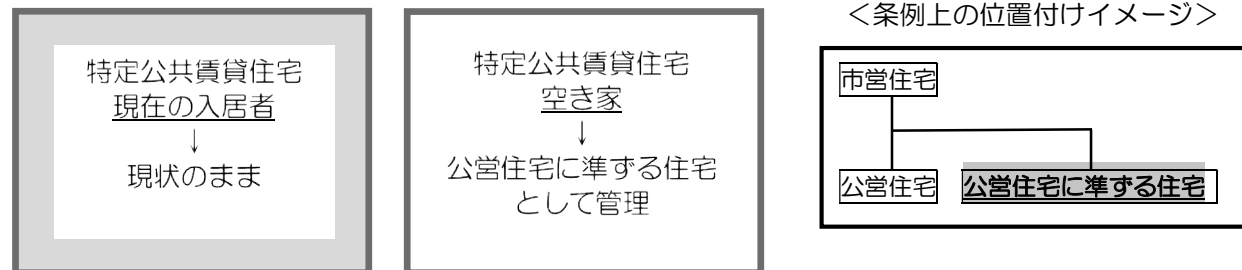 特定公共賃貸住宅
現在の入居者
↓
現状のまま
特定公共賃貸住宅
空き家
↓
公営住宅に準ずる住宅
として管理
＜条例上の位置付けイメージ＞
市営住宅
公営住宅 公営住宅に準ずる住宅